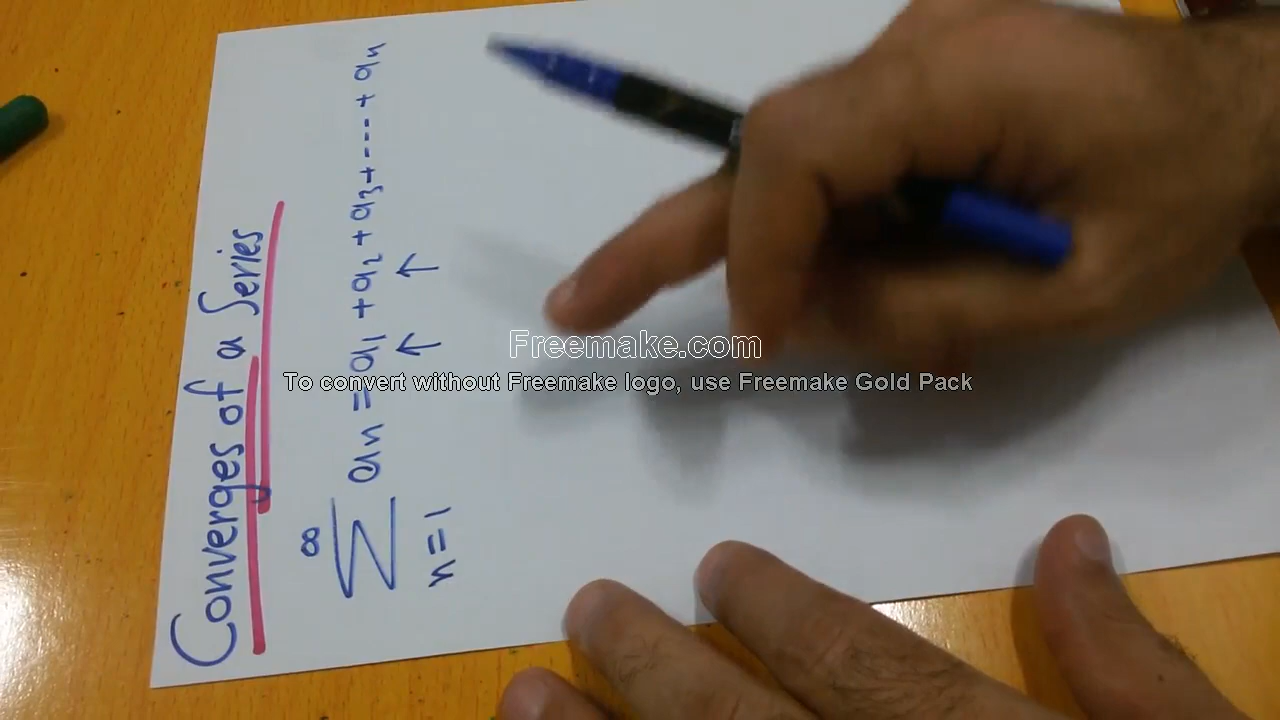 Converges of a Series
∞
∑ an = a1 + a2 + a3 + --- + an
n=1
↑ ↑
Freemake.com
To convert without Freemake logo, use Freemake Gold Pack